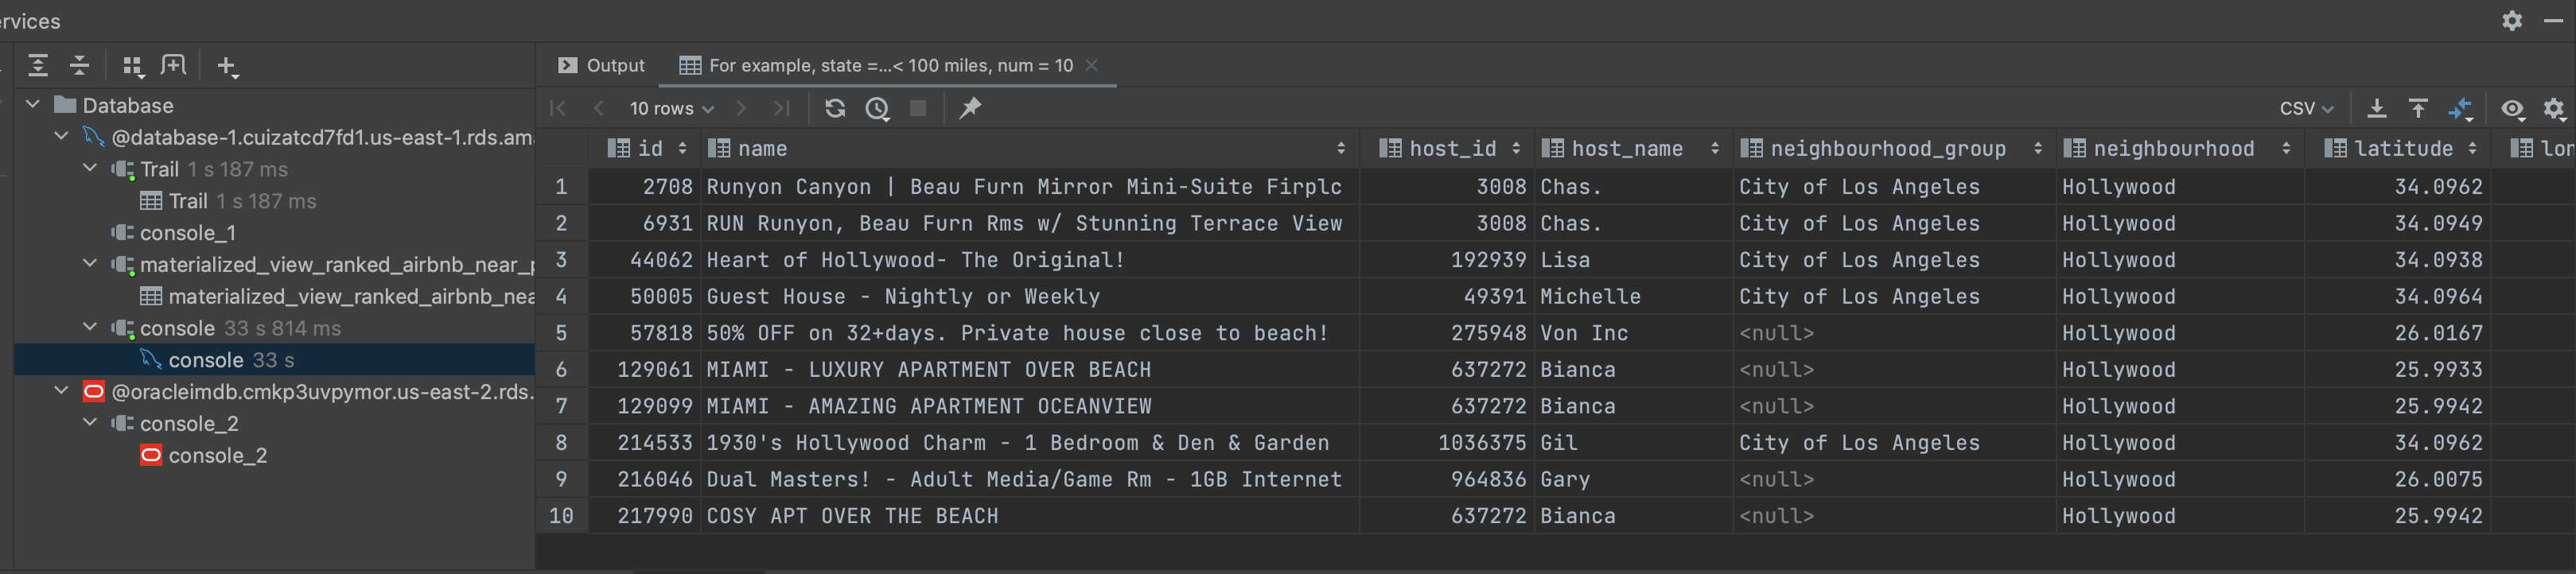 ervices
Output
For example, state =...< 100 miles, num = 10
Database
10 rows
CSV
@database-1.cuizatcd7fd1.us-east-1.rds.ama
Trail 1 s 187 ms
Trail 1 s 187 ms
console_1
materialized_view_ranked_airbnb_near_p
materialized_view_ranked_airbnb_nea
console 33 s 814 ms
console 33 s
@oracleimdb.cmkp3uvpymor.us-east-2.rds.
console_2
console_2
id name host_id host_name neighbourhood_group neighbourhood latitude lon
1 2708 Runyon Canyon | Beau Furn Mirror Mini-Suite Firplc 3008 Chas. City of Los Angeles Hollywood 34.0962
2 6931 RUN Runyon, Beau Furn Rms w/ Stunning Terrace View 3008 Chas. City of Los Angeles Hollywood 34.0949
3 44062 Heart of Hollywood- The Original! 192939 Lisa City of Los Angeles Hollywood 34.0938
4 50005 Guest House - Nightly or Weekly 49391 Michelle City of Los Angeles Hollywood 34.0964
5 57818 50% OFF on 32+days. Private house close to beach! 275948 Von Inc <null> Hollywood 26.0167
6 129061 MIAMI - LUXURY APARTMENT OVER BEACH 637272 Bianca <null> Hollywood 25.9933
7 129099 MIAMI - AMAZING APARTMENT OCEANVIEW 637272 Bianca <null> Hollywood 25.9942
8 214533 1930's Hollywood Charm - 1 Bedroom & Den & Garden 1036375 Gil City of Los Angeles Hollywood 34.0962
9 216046 Dual Masters! - Adult Media/Game Rm - 1GB Internet 964836 Gary <null> Hollywood 26.0075
10 217990 COSY APT OVER THE BEACH 637272 Bianca <null> Hollywood 25.9942